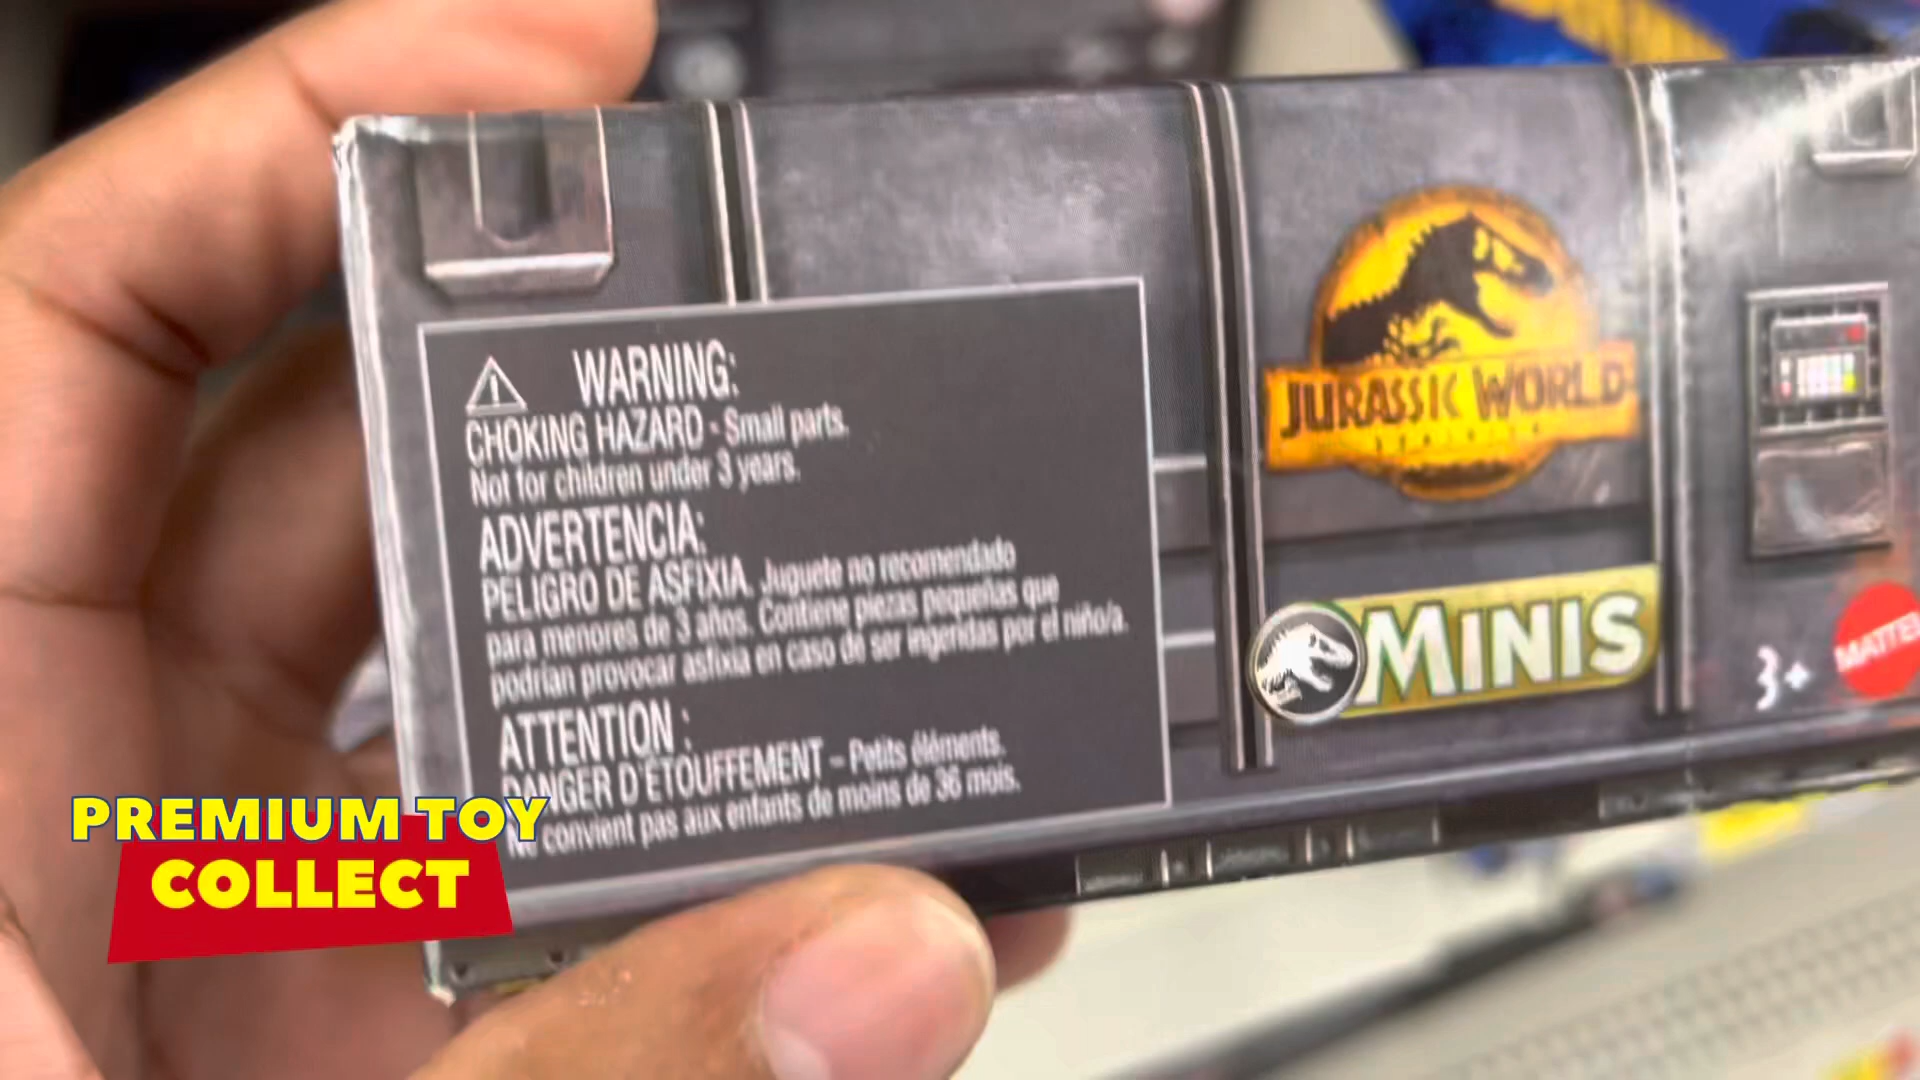 WARNING:
CHOKING HAZARD - Small parts.
Not for children under 3 years.
ADVERTENCIA:
PELIGRO DE ASFIXIA. Juguete no recomendado
para menores de 3 años. Contiene piezas pequeñas que
podrían provocar asfixia en caso de ser ingeridas por el niño/a.
ATTENTION :
DANGER D'ÉTOUFFEMENT – Petits éléments.
Ne convient pas aux enfants de moins de 36 mois.
JURASSIC WORLD
MINIS
3+
MATTEL
PREMIUM TOY
COLLECT